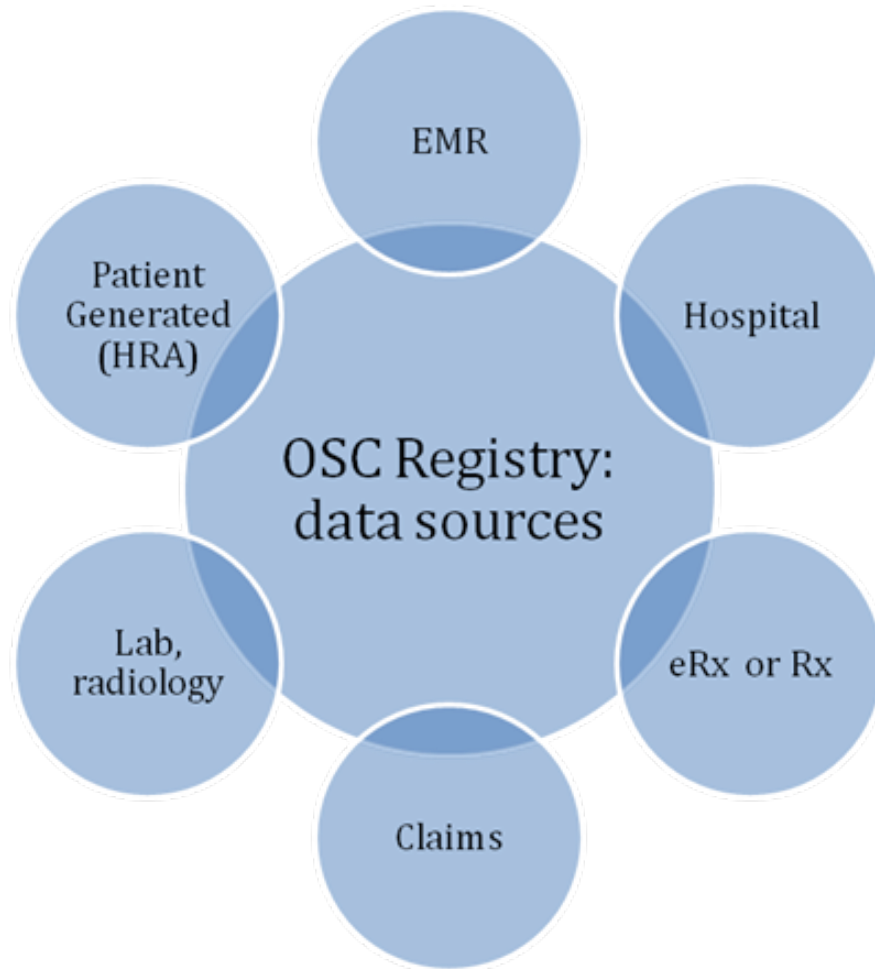 EMR
Patient
Generated
(HRA)
Hospital
OSC Registry:
data sources
Lab,
radiology
eRx or Rx
Claims